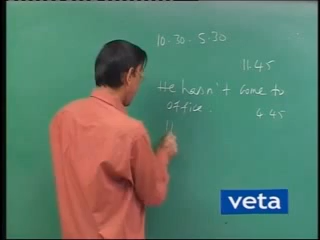 10-30-5.30
11.45
He hasn't come to
office.
4.45
veta